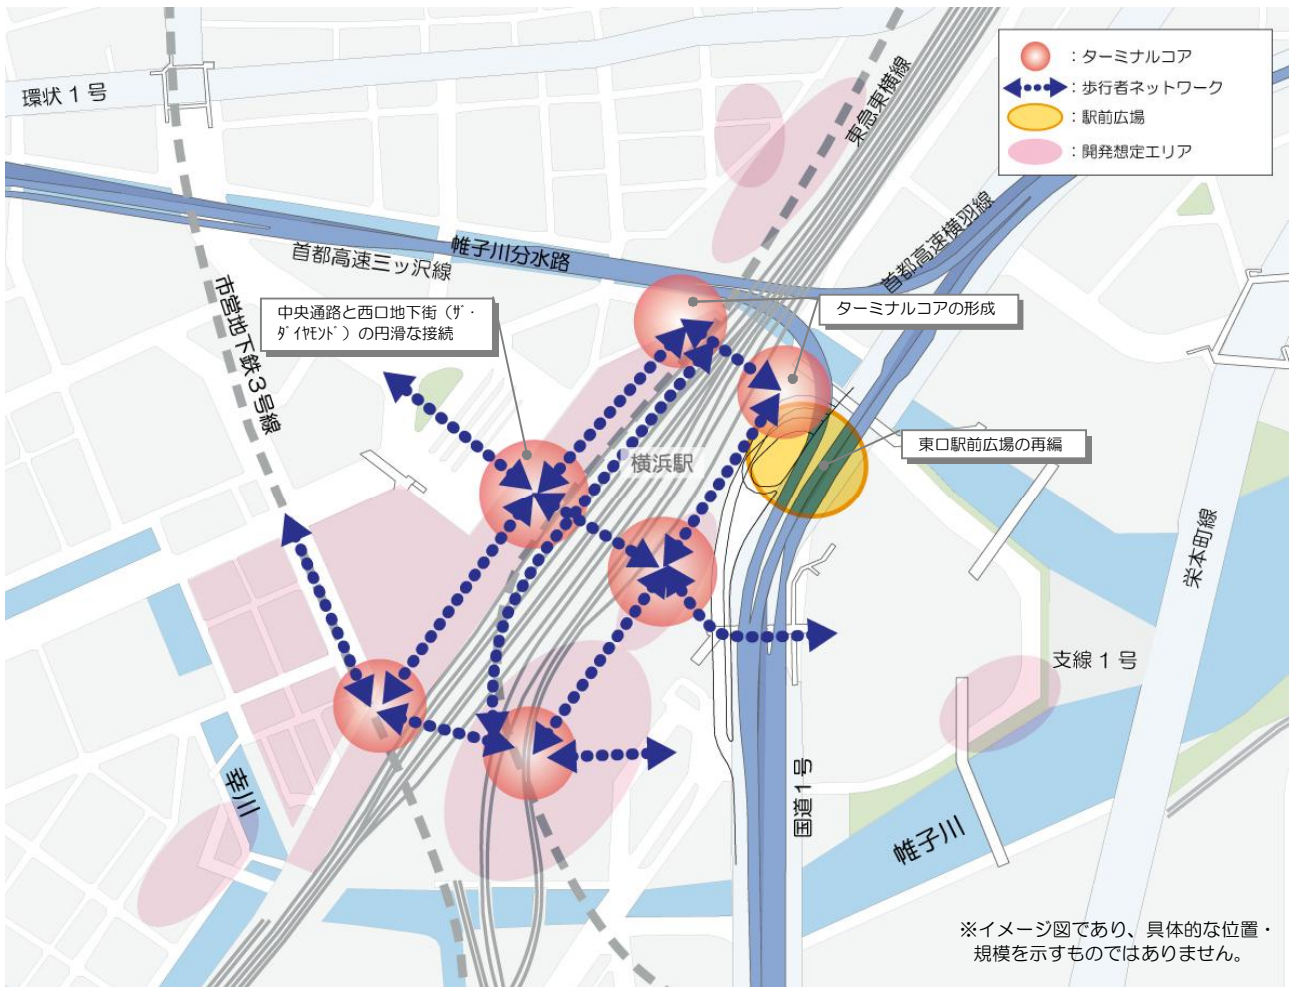 ：ターミナルコア
：歩行者ネットワーク
：駅前広場
：開発想定エリア
環状１号
東急東横線
首都高速横羽線
帷子川分水路
首都高速三ッ沢線
市営地下鉄３号線
中央通路と西口地下街（ｻﾞ・
ﾀﾞｲﾔﾓﾝﾄﾞ）の円滑な接続
ターミナルコアの形成
東口駅前広場の再編
横浜駅
栄本町線
支線１号
幸川
国道１号
帷子川
※イメージ図であり、具体的な位置・
規模を示すものではありません。